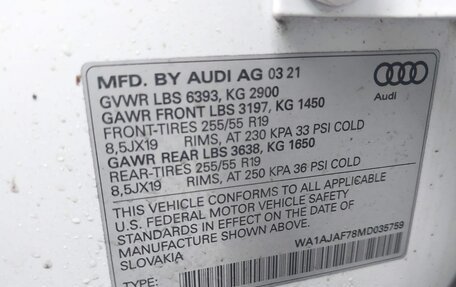 MFD. BY AUDI AG 03 21
GVWR LBS 6393, KG 2900
GAWR FRONT LBS 3197, KG 1450
FRONT-TIRES 255/55 R19
8,5JX19 RIMS, AT 230 KPA 33 PSI COLD
GAWR REAR LBS 3638, KG 1650
REAR-TIRES 255/55 R19
8,5JX19 RIMS, AT 250 KPA 36 PSI COLD
Audi
THIS VEHICLE CONFORMS TO ALL APPLICABLE
U.S. FEDERAL MOTOR VEHICLE SAFETY
STANDARDS IN EFFECT ON THE DATE OF
MANUFACTURE SHOWN ABOVE.
SLOVAKIA
WA1AJAF78MD035759
TYPE: